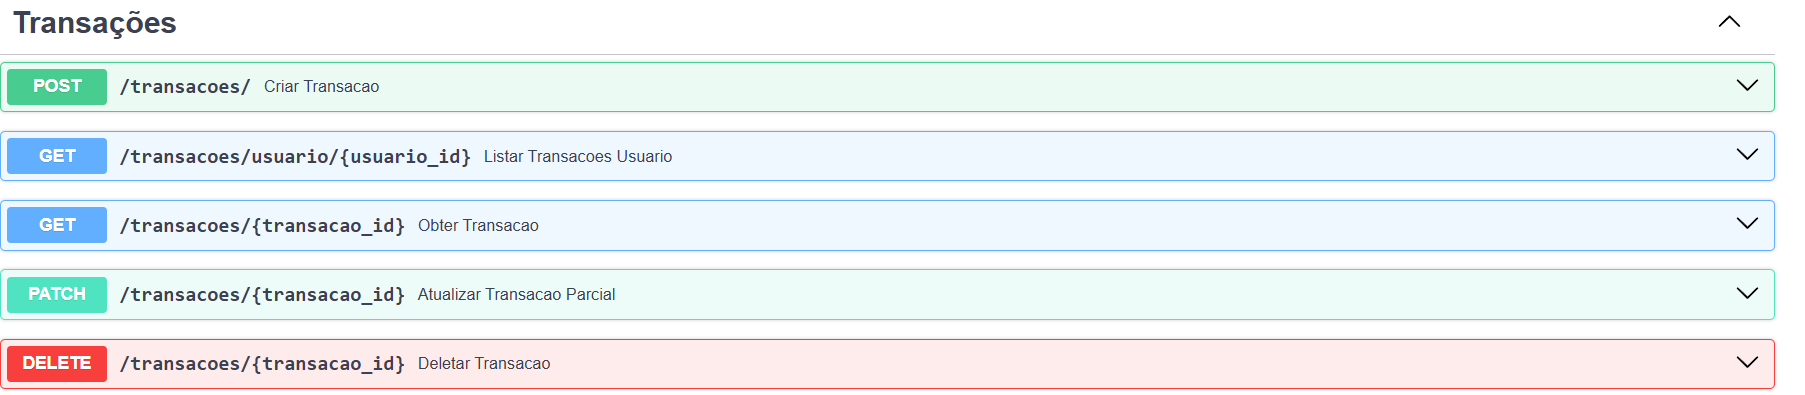 Transações
POST /transacoes/ Criar Transacao
GET /transacoes/usuario/{usuario_id} Listar Transacoes Usuario
GET /transacoes/{transacao_id} Obter Transacao
PATCH /transacoes/{transacao_id} Atualizar Transacao Parcial
DELETE /transacoes/{transacao_id} Deletar Transacao